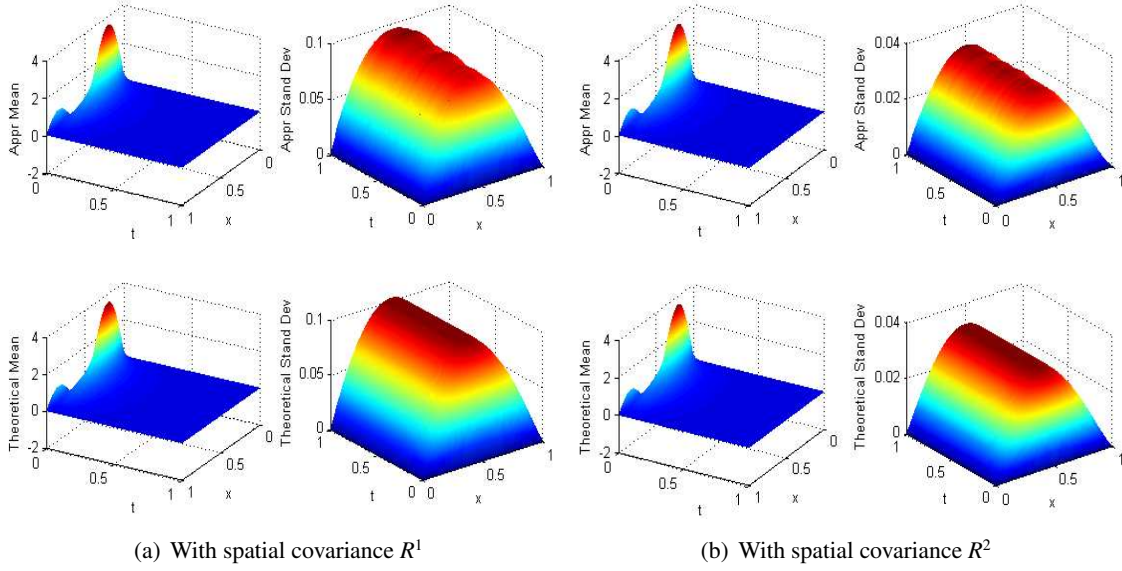 Appr Mean
4
2
0
-2
0
0.5
1
t
1
0.5
0
x
Appr Stand Dev
0.1
0.05
0
1
0.5
0
t
0
0.5
1
x
Appr Mean
4
2
0
-2
0
0.5
1
t
1
0.5
0
x
Appr Stand Dev
0.04
0.02
0
1
0.5
0
t
0
0.5
1
x
Theoretical Mean
4
2
0
-2
0
0.5
1
t
1
0.5
0
x
Theoretical Stand Dev
0.1
0.05
0
1
0.5
0
t
0
0.5
1
x
Theoretical Mean
4
2
0
-2
0
0.5
1
t
1
0.5
0
x
Theoretical Stand Dev
0.04
0.02
0
1
0.5
0
t
0
0.5
1
x
(a) With spatial covariance R¹
(b) With spatial covariance R²